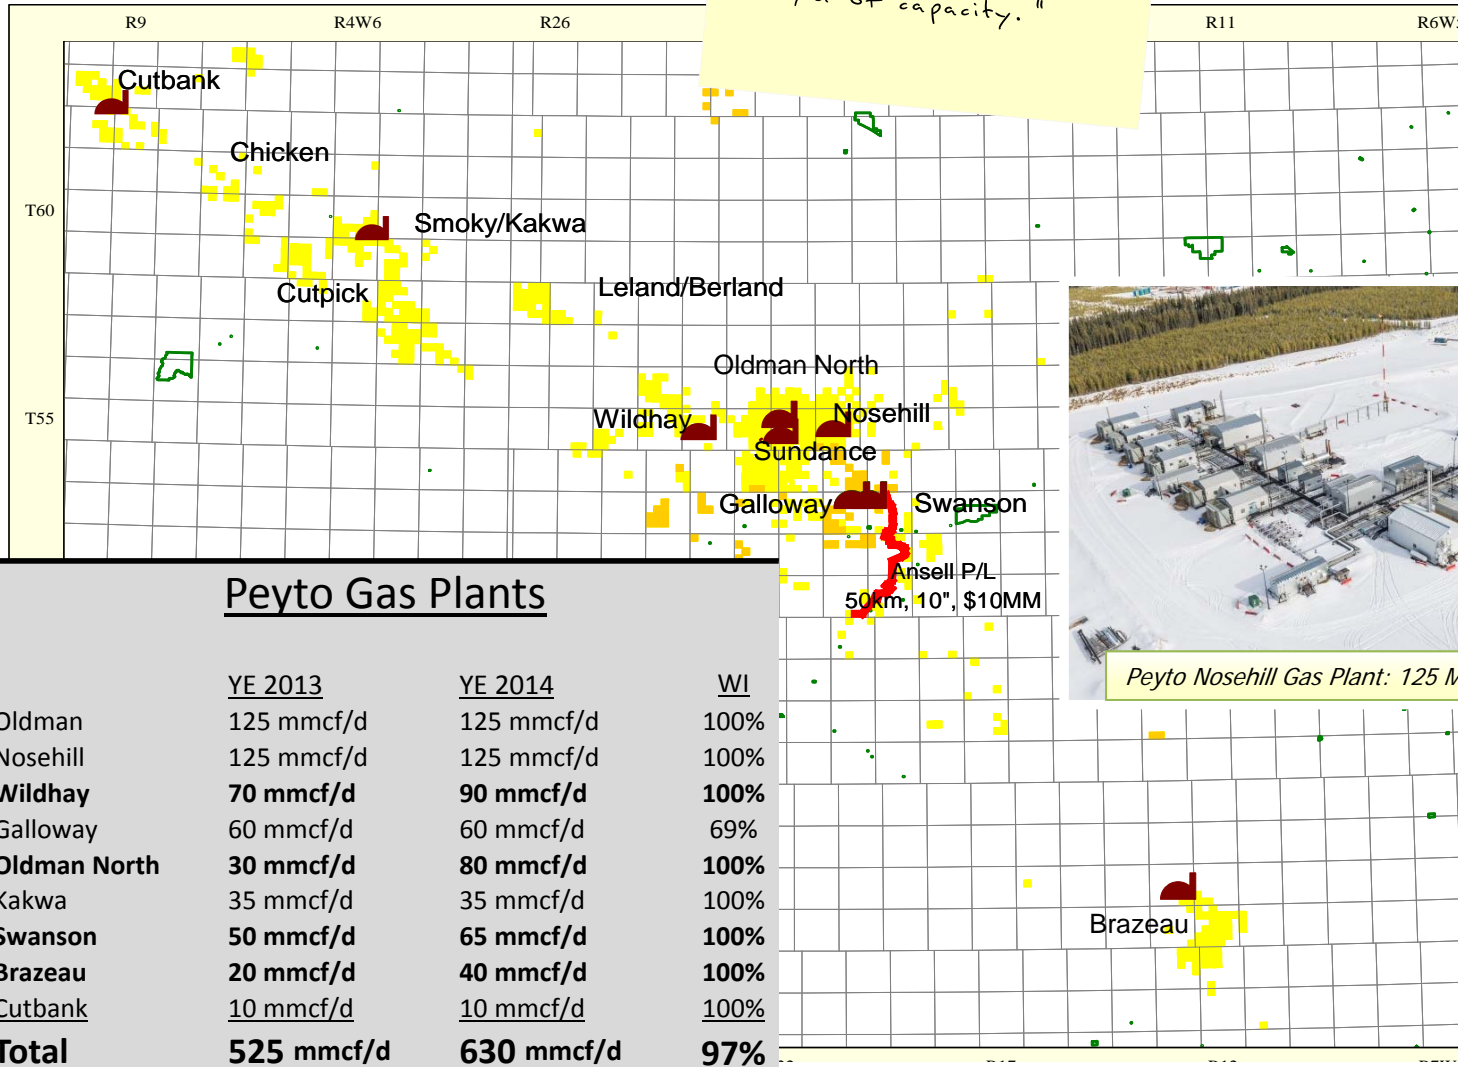 of capacity."
R9 R4W6 R26 R11
Cutbank
Chicken
T60
Smoky/Kakwa
Cutpick
Leland/Berland
Oldman North
T55
Wildhay
Nosehill
Sundance
Galloway
Swanson
Ansell P/L
50km, 10", $10MM
Peyto Nosehill Gas Plant: 125 M
Peyto Gas Plants
YE 2013 YE 2014 WI
Oldman 125 mmcf/d 125 mmcf/d 100%
Nosehill 125 mmcf/d 125 mmcf/d 100%
Wildhay 70 mmcf/d 90 mmcf/d 100%
Galloway 60 mmcf/d 60 mmcf/d 69%
Oldman North 30 mmcf/d 80 mmcf/d 100%
Kakwa 35 mmcf/d 35 mmcf/d 100%
Swanson 50 mmcf/d 65 mmcf/d 100%
Brazeau 20 mmcf/d 40 mmcf/d 100%
Cutbank 10 mmcf/d 10 mmcf/d 100%
Total 525 mmcf/d 630 mmcf/d 97%
Brazeau